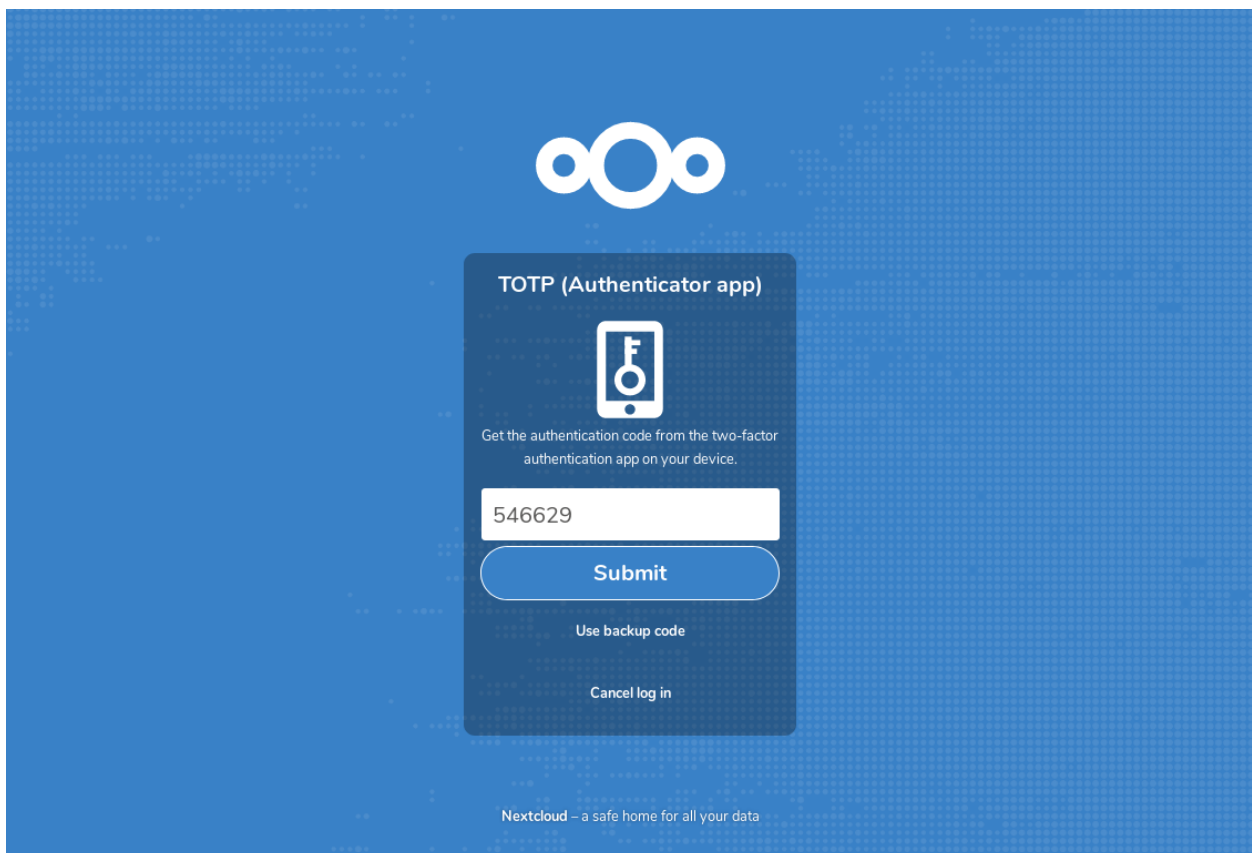 TOTP (Authenticator app)
Get the authentication code from the two-factor
authentication app on your device.
546629
Submit
Use backup code
Cancel log in
Nextcloud – a safe home for all your data